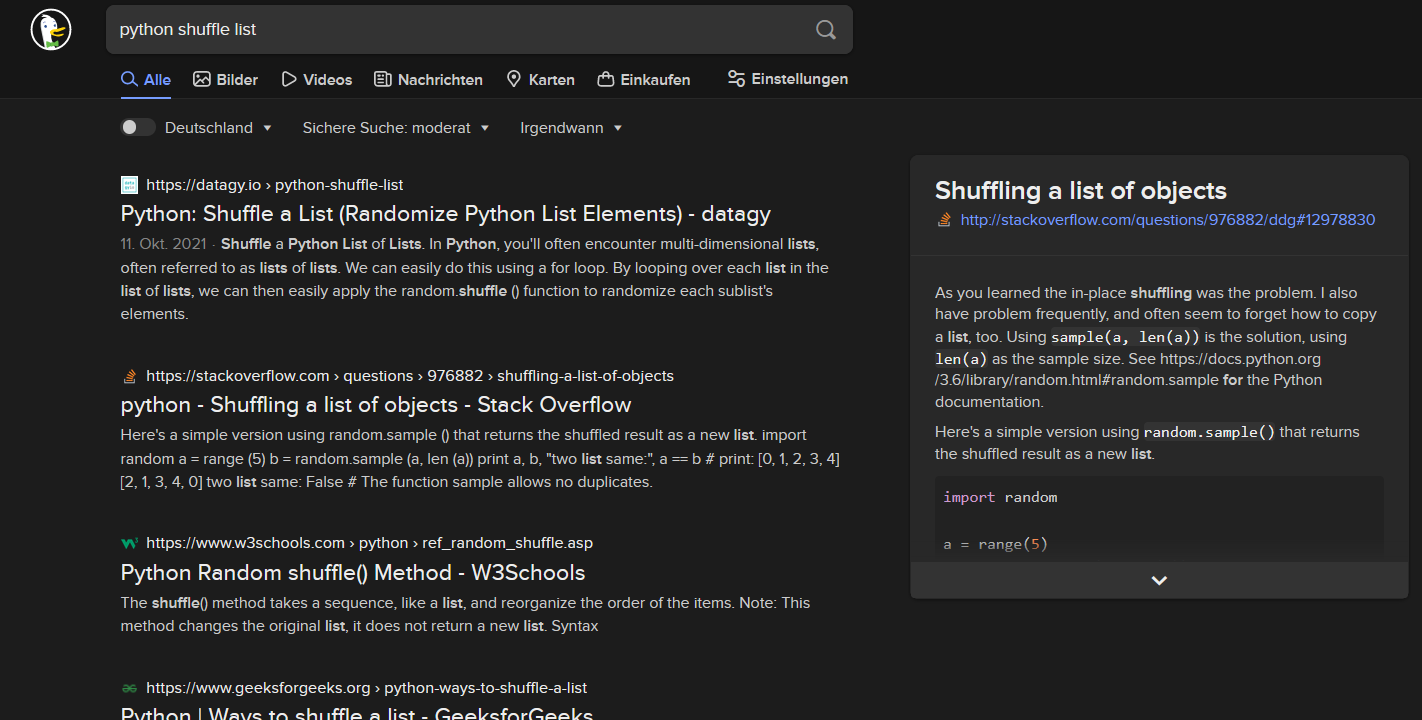 python shuffle list
Alle Bilder Videos Nachrichten Karten Einkaufen Einstellungen
Deutschland Sichere Suche: moderat Irgendwann
https://datagy.io › python-shuffle-list
Python: Shuffle a List (Randomize Python List Elements) - datagy
11. Okt. 2021 · Shuffle a Python List of Lists. In Python, you'll often encounter multi-dimensional lists,
often referred to as lists of lists. We can easily do this using a for loop. By looping over each list in the
list of lists, we can then easily apply the random.shuffle () function to randomize each sublist's
elements.
https://stackoverflow.com › questions › 976882 › shuffling-a-list-of-objects
python - Shuffling a list of objects - Stack Overflow
Here's a simple version using random.sample () that returns the shuffled result as a new list. import
random a = range (5) b = random.sample (a, len (a)) print a, b, "two list same:", a == b # print: [0, 1, 2, 3, 4]
[2, 1, 3, 4, 0] two list same: False # The function sample allows no duplicates.
https://www.w3schools.com › python › ref_random_shuffle.asp
Python Random shuffle() Method - W3Schools
The shuffle() method takes a sequence, like a list, and reorganize the order of the items. Note: This
method changes the original list, it does not return a new list. Syntax
https://www.geeksforgeeks.org › python-ways-to-shuffle-a-list
Python | Ways to shuffle a list - GeeksforGeeks
Shuffling a list of objects
http://stackoverflow.com/questions/976882/ddg#12978830
As you learned the in-place shuffling was the problem. I also
have problem frequently, and often seem to forget how to copy
a list, too. Using sample(a, len(a)) is the solution, using
len(a) as the sample size. See https://docs.python.org
/3.6/library/random.html#random.sample for the Python
documentation.
Here's a simple version using random.sample() that returns
the shuffled result as a new list.
import random
a = range(5)